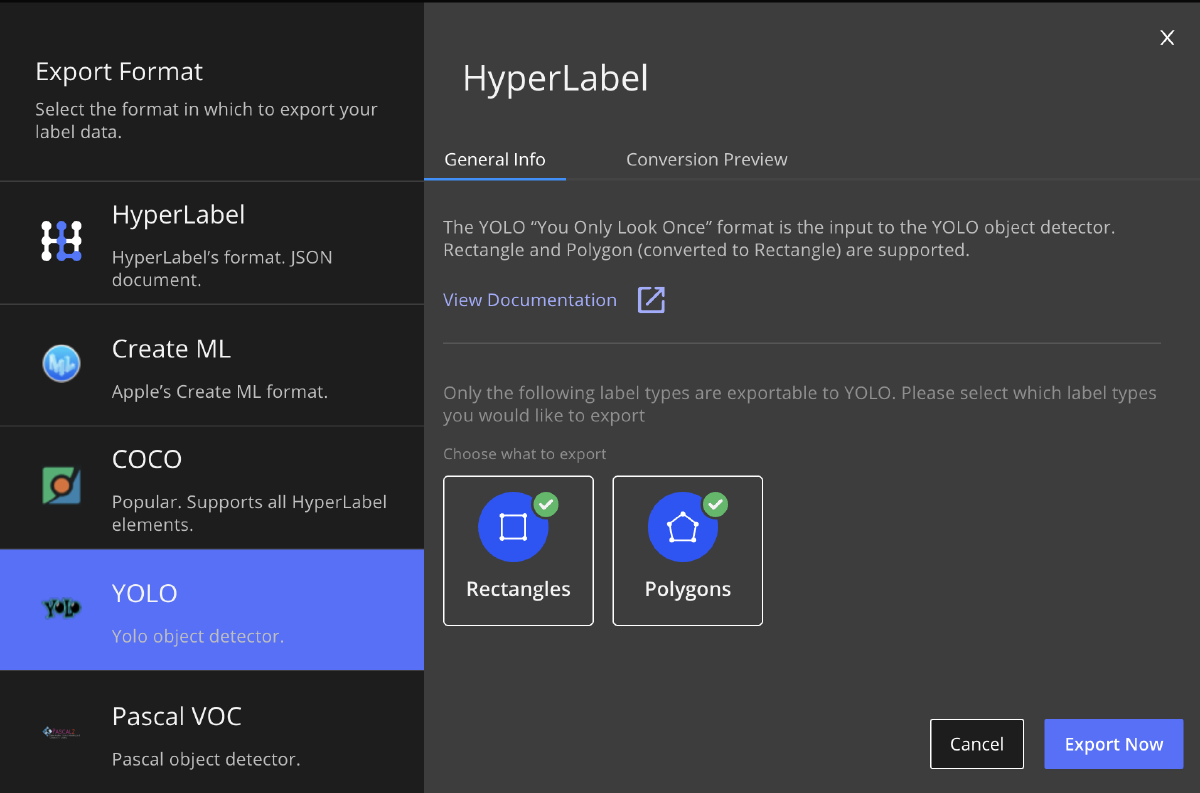 Export Format
Select the format in which to export your
label data.
HyperLabel
HyperLabel’s format. JSON
document.
Create ML
Apple’s Create ML format.
COCO
Popular. Supports all HyperLabel
elements.
YOLO
YOLO
Yolo object detector.
Pascal VOC
Pascal object detector.
X
HyperLabel
General Info
Conversion Preview
The YOLO “You Only Look Once” format is the input to the YOLO object detector.
Rectangle and Polygon (converted to Rectangle) are supported.
View Documentation
Only the following label types are exportable to YOLO. Please select which label types
you would like to export
Choose what to export
Rectangles
Polygons
Cancel
Export Now